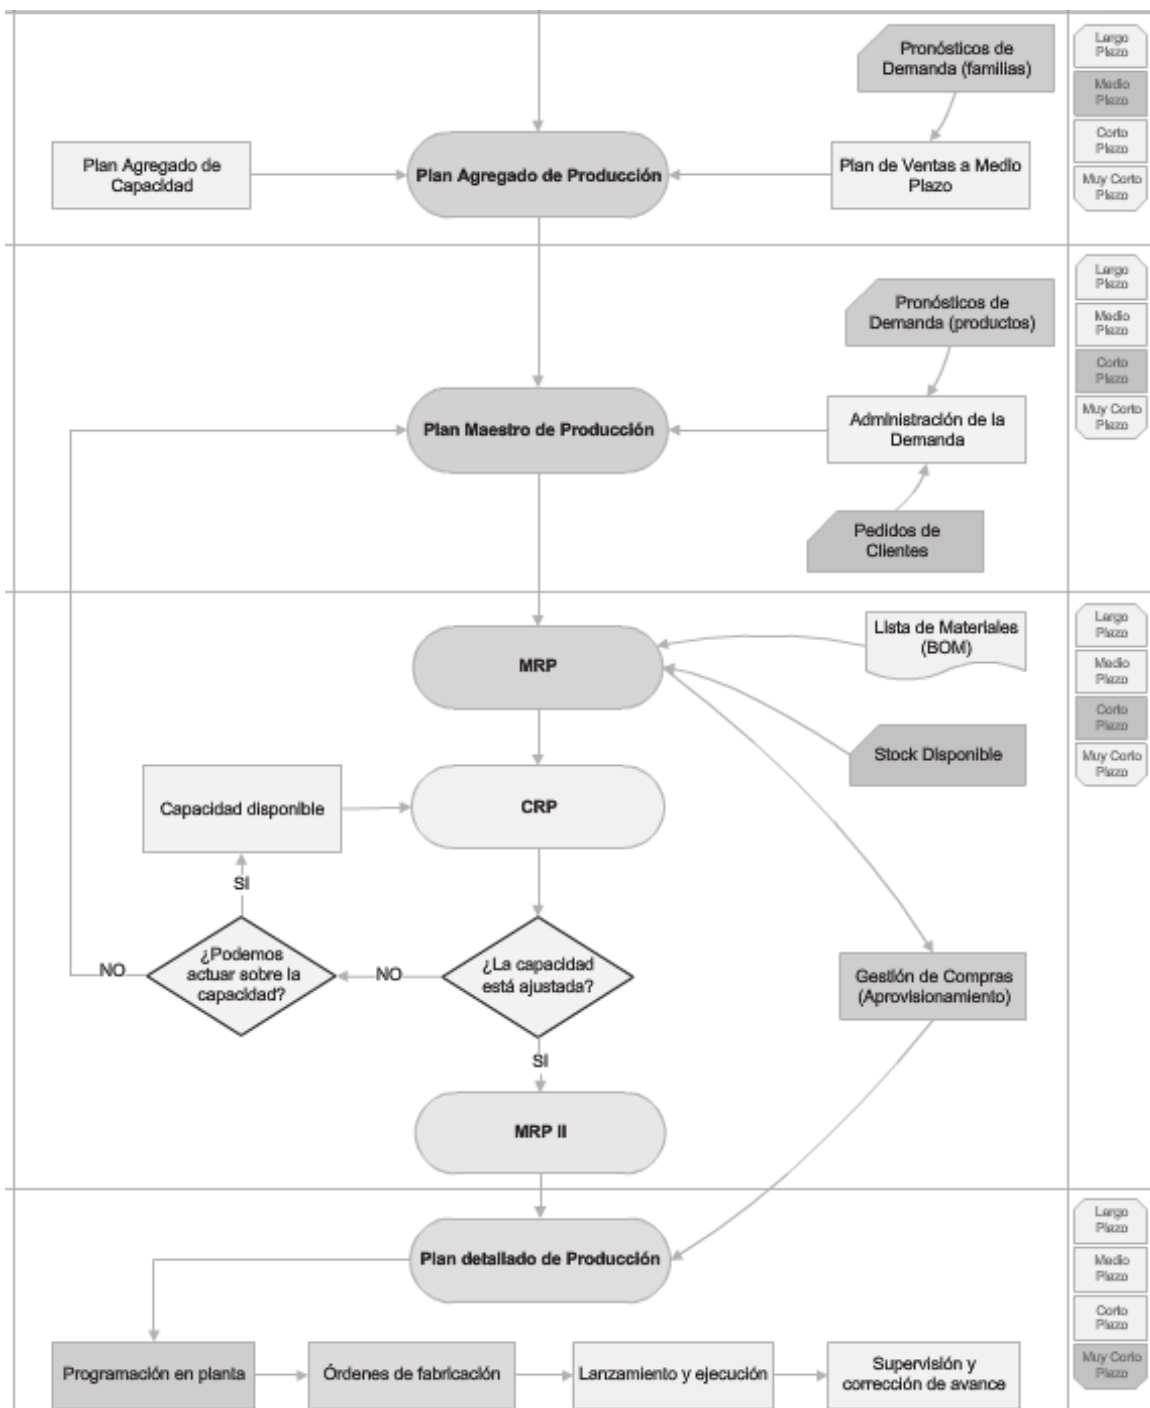 Pronósticos de
Demanda (familias)
Largo
Plazo
Medio
Plazo
Corto
Plazo
Muy Corto
Plazo
Plan Agregado de
Capacidad
Plan Agregado de Producción
Plan de Ventas a Medio
Plazo
Pronósticos de
Demanda (productos)
Largo
Plazo
Medio
Plazo
Corto
Plazo
Muy Corto
Plazo
Plan Maestro de Producción
Administración de la
Demanda
Pedidos de
Clientes
MRP
Lista de Materiales
(BOM)
Largo
Plazo
Medio
Plazo
Corto
Plazo
Muy Corto
Plazo
Stock Disponible
Capacidad disponible
CRP
SI
NO
¿Podemos
actuar sobre la
capacidad?
NO
¿La capacidad
está ajustada?
Gestión de Compras
(Aprovisionamiento)
SI
MRP II
Plan detallado de Producción
Largo
Plazo
Medio
Plazo
Corto
Plazo
Muy Corto
Plazo
Programación en planta
Órdenes de fabricación
Lanzamiento y ejecución
Supervisión y
corrección de avance